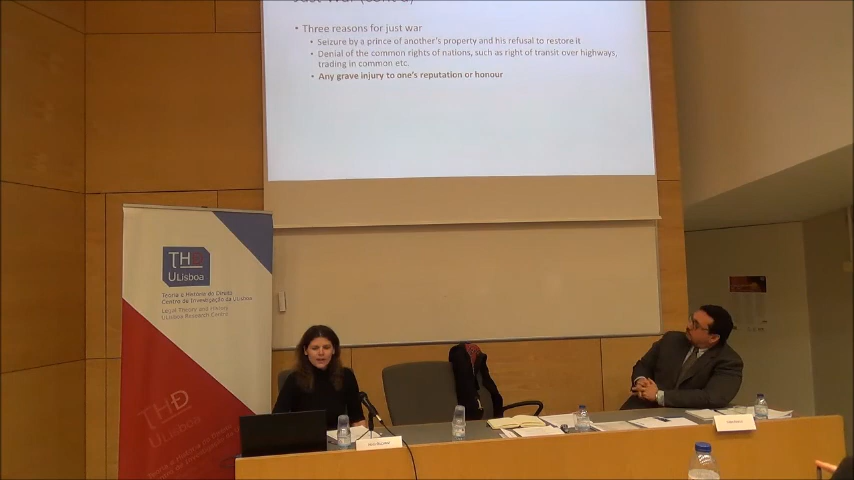 Just War (cont'd)
• Three reasons for just war
• Seizure by a prince of another's property and his refusal to restore it
• Denial of the common rights of nations, such as right of transit over highways,
trading in common etc.
• Any grave injury to one's reputation or honour
THD
ULisboa
Teoria e História do Direito
Centro de Investigação da ULisboa
Legal Theory and History
ULisboa Research Centre
THD
ULisboa